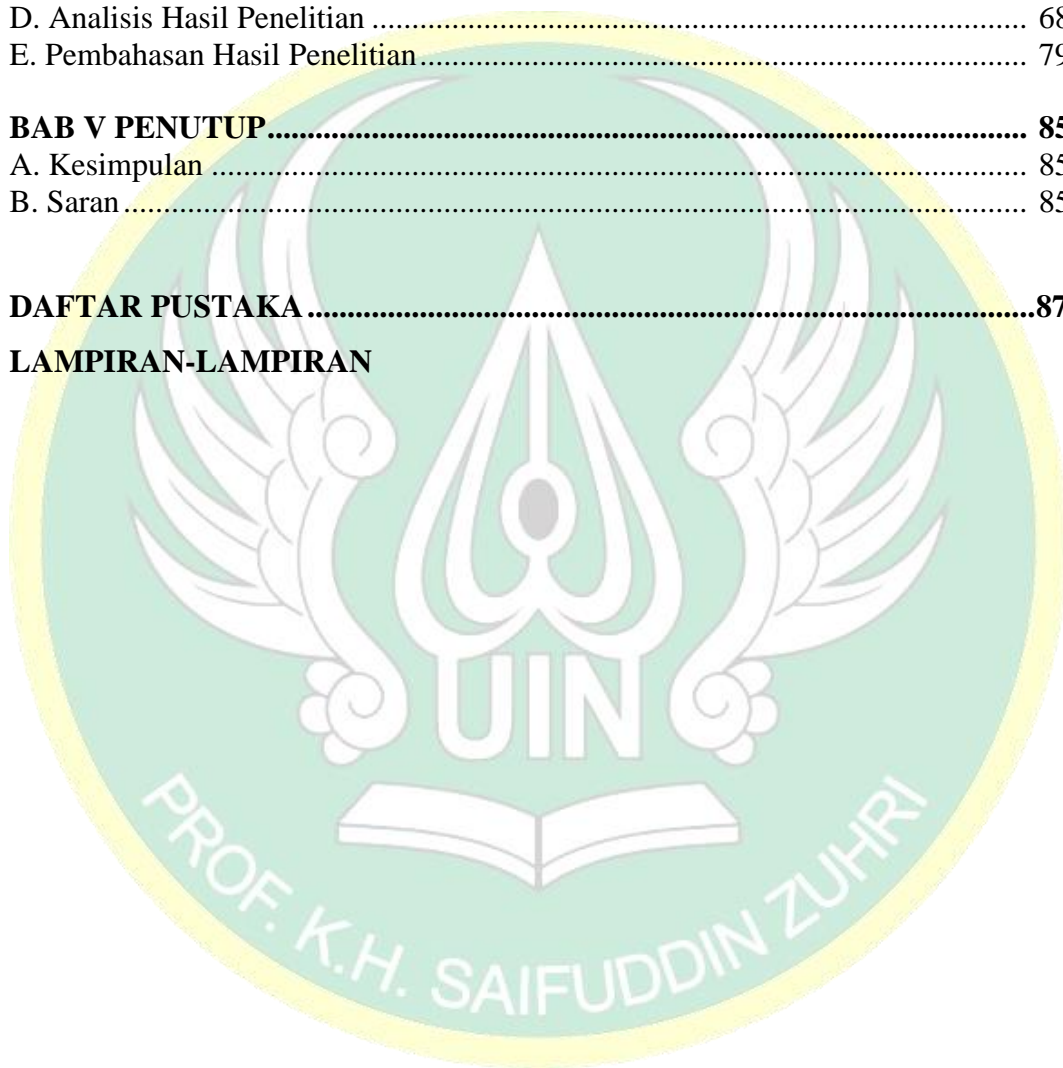 D. Analisis Hasil Penelitian ........................................................................................ 68
E. Pembahasan Hasil Penelitian ................................................................................. 79
BAB V PENUTUP ..................................................................................................... 85
A. Kesimpulan ............................................................................................................. 85
B. Saran ........................................................................................................................ 85
DAFTAR PUSTAKA ................................................................................................87
LAMPIRAN-LAMPIRAN
UIN
PROF. K.H. SAIFUDDIN ZUHRI